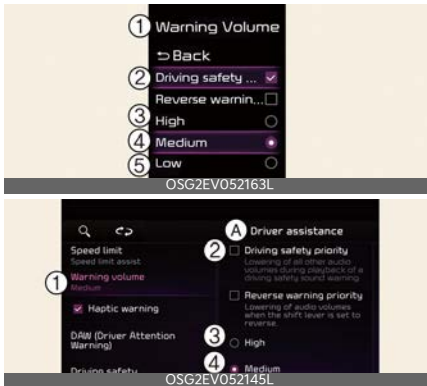 ① Warning Volume
⮌ Back
② Driving safety ...
Reverse warnin...
③ High
④ Medium
⑤ Low
OSG2EV052163L
Ⓐ Driver assistance
Speed limit
Speed limit assist
① Warning volume
Medium
Haptic warning
DAW (Driver Attention
Warning)
Driving safety
② Driving safety priority
Lowering of all other audio
volumes during playback of a
driving safety sound warning.
Reverse warning priority
Lowering of audio volumes
when the shift lever is set to
reverse.
③ High
④ Medium
OSG2EV052145L